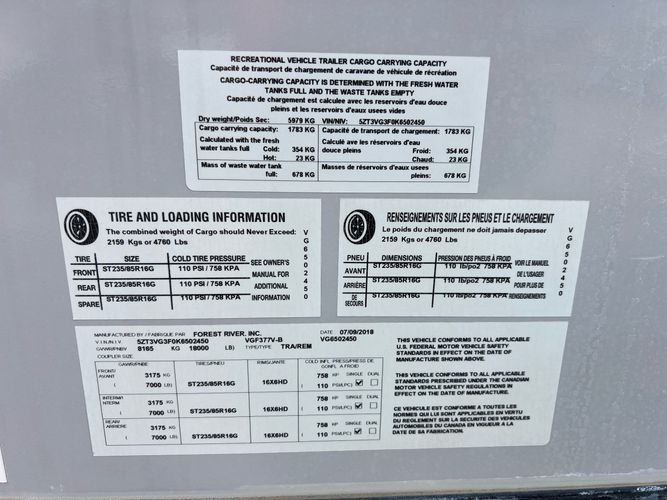 RECREATIONAL VEHICLE TRAILER CARGO CARRYING CAPACITY
Capacité de transport de chargement de caravane de véhicule de récréation
CARGO-CARRYING CAPACITY IS DETERMINED WITH THE FRESH WATER
TANKS FULL AND THE WASTE TANKS EMPTY
Capacité est calculee avec les reservoirs d'eau douce
pleins et les reservoirs d'eau usees vides
Dry weight/Poids Sec: 5979 KG VIN/NIV: 5ZT3VG3F0K6502450
Cargo carrying capacity: 1783 KG Capacité de transport de chargement: 1783 KG
Calculated with the fresh Calculé ave les réservoirs d'eau
water tanks full Cold: 354 KG douce pleins Froid: 354 KG
Hot: 23 KG Chaud: 23 KG
Mass of waste water tank Masses de réservoirs d'eaux usées
full: 678 KG pleins: 678 KG
TIRE AND LOADING INFORMATION
The combined weight of Cargo should Never Exceed:
2159 Kgs or 4760 Lbs
TIRE SIZE COLD TIRE PRESSURE
FRONT ST235/85R16G 110 PSI / 758 KPA
REAR ST235/85R16G 110 PSI / 758 KPA
SPARE ST235/85R16G 110 PSI / 758 KPA
SEE OWNER'S
MANUAL FOR
ADDITIONAL
INFORMATION
VG6502450
RENSEIGNEMENTS SUR LES PNEUS ET LE CHARGEMENT
Le poids du chargement ne doit jamais depasser
2159 Kgs or 4760 Lbs
PNEU DIMENSIONS PRESSION DES PNEUS À FROID
AVANT ST235/85R16G 110 lb/po2 758 KPA
ARRIÈRE ST235/85R16G 110 lb/po2 758 KPA
DE SECOURS ST235/85R16G 110 lb/po2 758 KPA
VOIR LE MANUEL
DE L'USAGER
POUR PLUS DE
RENSEIGNEMENTS
VG6502450
MANUFACTURED BY / FABRIQUE PAR FOREST RIVER, INC. DATE 07/09/2018
V.I.N./N.I.V 5ZT3VG3F0K6502450 VGF377V-B VG6502450
GVWR/PNBV 8165 KG 18000 LB) TYPE/TYPE TRA/REM
COUPLER SIZE
GAWR/PNBE TIRES/PNEU RIMS/JANTE COLD INFL PRESS/PRESS DE GONFL A FROID
FRONT/ 3175 KG 758 KP SINGLE DUAL
AVANT
( 7000 LB) ST235/85R16G 16X6HD ( 110 PSI/LPC)
INTERM/ 3175 KG 758 KP SINGLE DUAL
INTERM
( 7000 LB) ST235/85R16G 16X6HD ( 110 PSI/LPC)
REAR/ 3175 KG 758 KP SINGLE DUAL
ARRIERE
( 7000 LB) ST235/85R16G 16X6HD ( 110 PSI/LPC)
THIS VEHICLE CONFORMS TO ALL APPLICABLE
U.S. FEDERAL MOTOR VEHICLE SAFETY
STANDARDS IN EFFECT ON THE DATE OF
MANUFACTURE SHOWN ABOVE.
THIS VEHICLE CONFORMS TO ALL APPLICABLE
STANDARDS PRESCRIBED UNDER THE CANADIAN
MOTOR VEHICLE SAFETY REGULATIONS IN
EFFECT ON THE DATE OF MANUFACTURE.
CE VEHICULE EST CONFORME A TOUTES LES
NORMES QUI LUI SONT APPLICABLES EN VERTU
DU REGLEMENT SUR LA SECURITE DES VEHICULES
AUTOMOBILES DU CANADA EN VIGUEUR A LA
DATE DE SA FABRICATION.